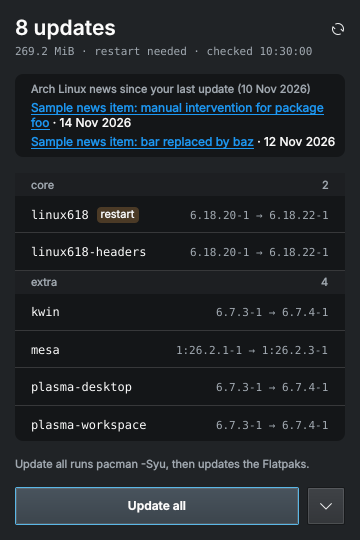 8 updates
269.2 MiB · restart needed · checked 10:30:00
Arch Linux news since your last update (10 Nov 2026)
Sample news item: manual intervention for package
foo · 14 Nov 2026
Sample news item: bar replaced by baz · 12 Nov 2026
core 2
linux618 restart 6.18.20-1 → 6.18.22-1
linux618-headers 6.18.20-1 → 6.18.22-1
extra 4
kwin 6.7.3-1 → 6.7.4-1
mesa 1:26.2.1-1 → 1:26.2.3-1
plasma-desktop 6.7.3-1 → 6.7.4-1
plasma-workspace 6.7.3-1 → 6.7.4-1
Update all runs pacman -Syu, then updates the Flatpaks.
Update all